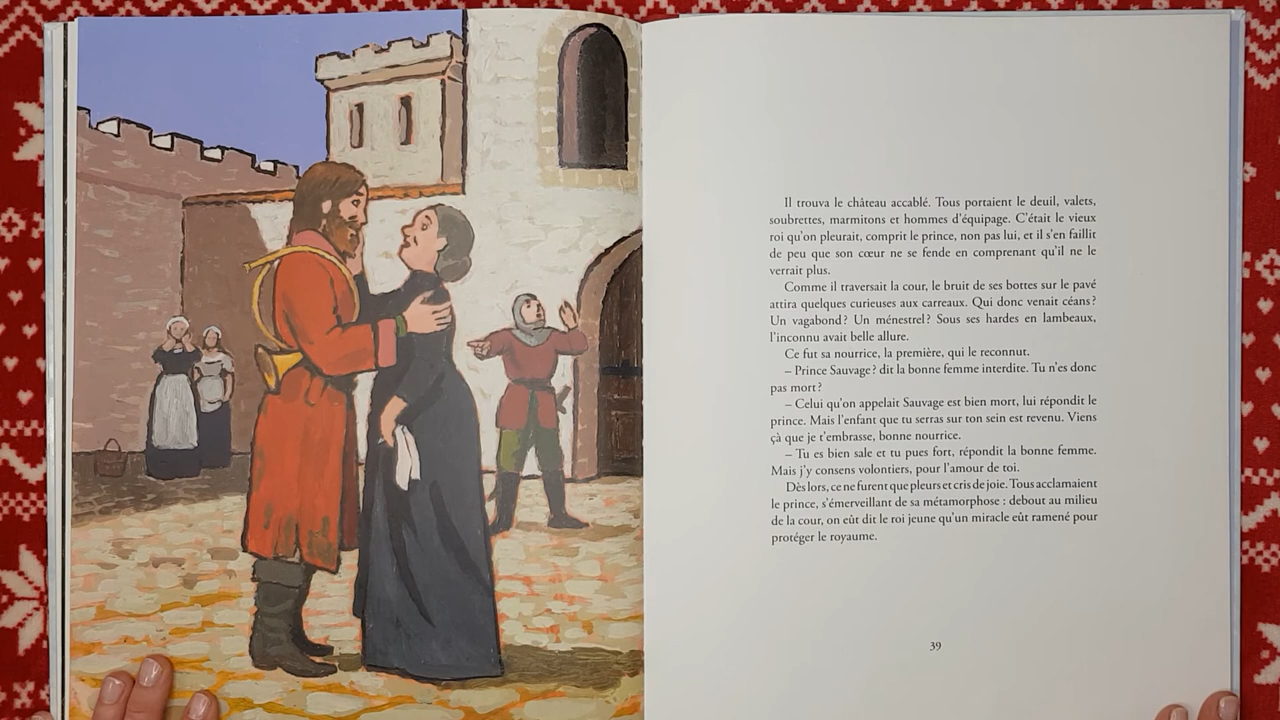 Il trouva le château accablé. Tous portaient le deuil, valets,
soubrettes, marmitons et hommes d'équipage. C'était le vieux
roi qu'on pleurait, comprit le prince, non pas lui, et il s'en faillit
de peu que son cœur ne se fende en comprenant qu'il ne le
verrait plus.
Comme il traversait la cour, le bruit de ses bottes sur le pavé
attira quelques curieuses aux carreaux. Qui donc venait céans ?
Un vagabond ? Un ménestrel ? Sous ses hardes en lambeaux,
l'inconnu avait belle allure.
Ce fut sa nourrice, la première, qui le reconnut.
– Prince Sauvage ? dit la bonne femme interdite. Tu n'es donc
pas mort ?
– Celui qu'on appelait Sauvage est bien mort, lui répondit le
prince. Mais l'enfant que tu serras sur ton sein est revenu. Viens
çà que je t'embrasse, bonne nourrice.
– Tu es bien sale et tu pues fort, répondit la bonne femme.
Mais j'y consens volontiers, pour l'amour de toi.
Dès lors, ce ne furent que pleurs et cris de joie. Tous acclamaient
le prince, s'émerveillant de sa métamorphose : debout au milieu
de la cour, on eût dit le roi jeune qu'un miracle eût ramené pour
protéger le royaume.
39